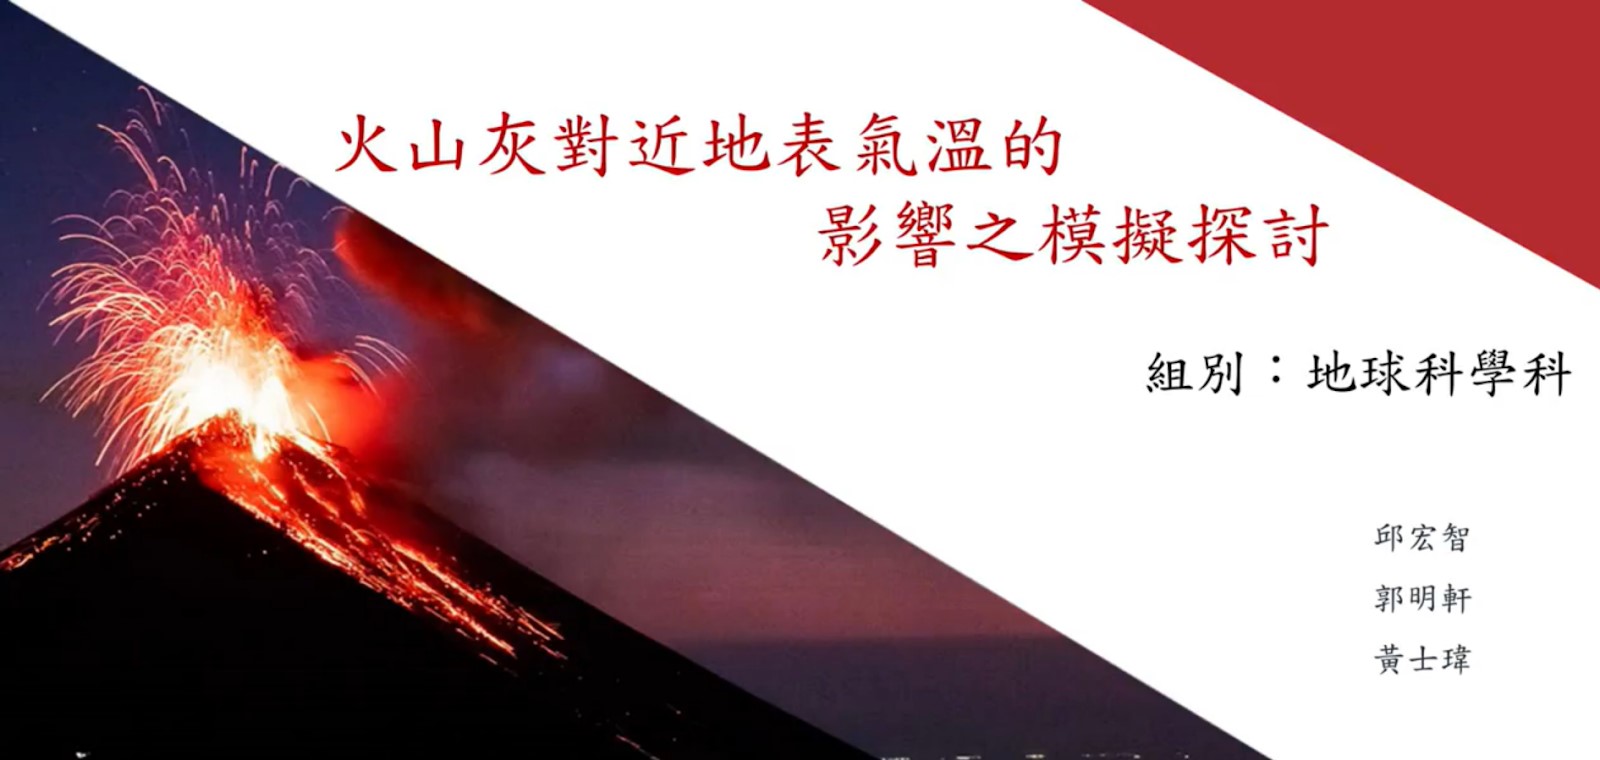 火山灰對近地表氣溫的
影響之模擬探討
組別：地球科學科
邱宏智
郭明軒
黃士瑋